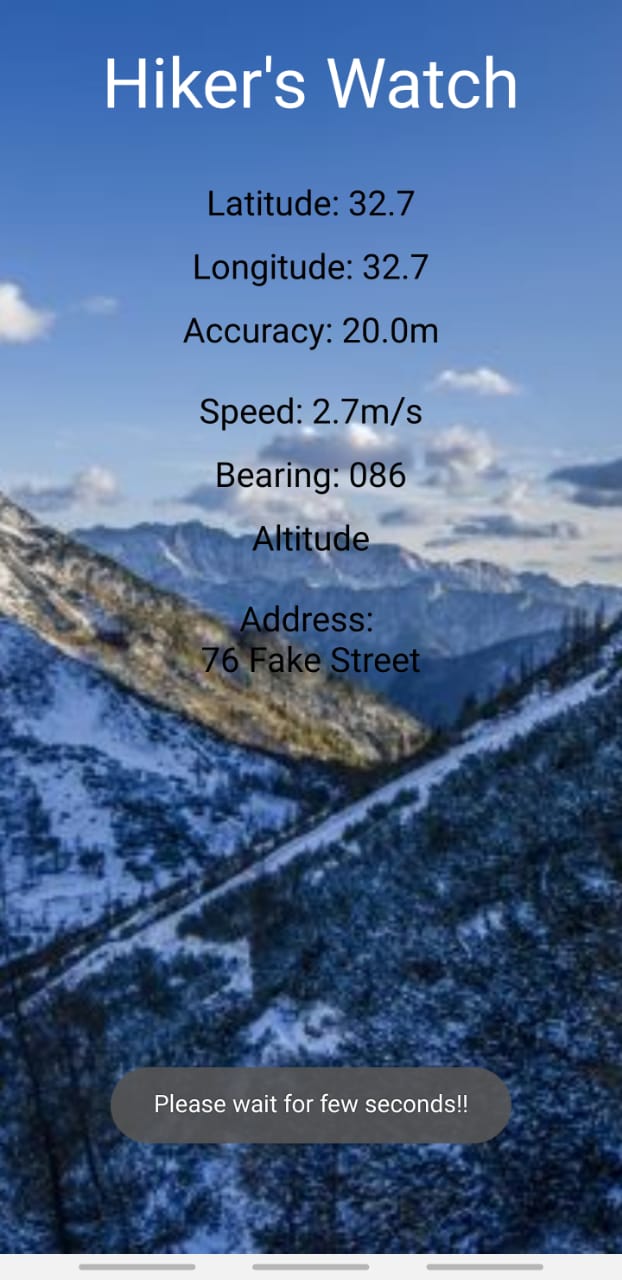 Hiker's Watch
Latitude: 32.7
Longitude: 32.7
Accuracy: 20.0m
Speed: 2.7m/s
Bearing: 086
Altitude
Address:
76 Fake Street
Please wait for few seconds!!